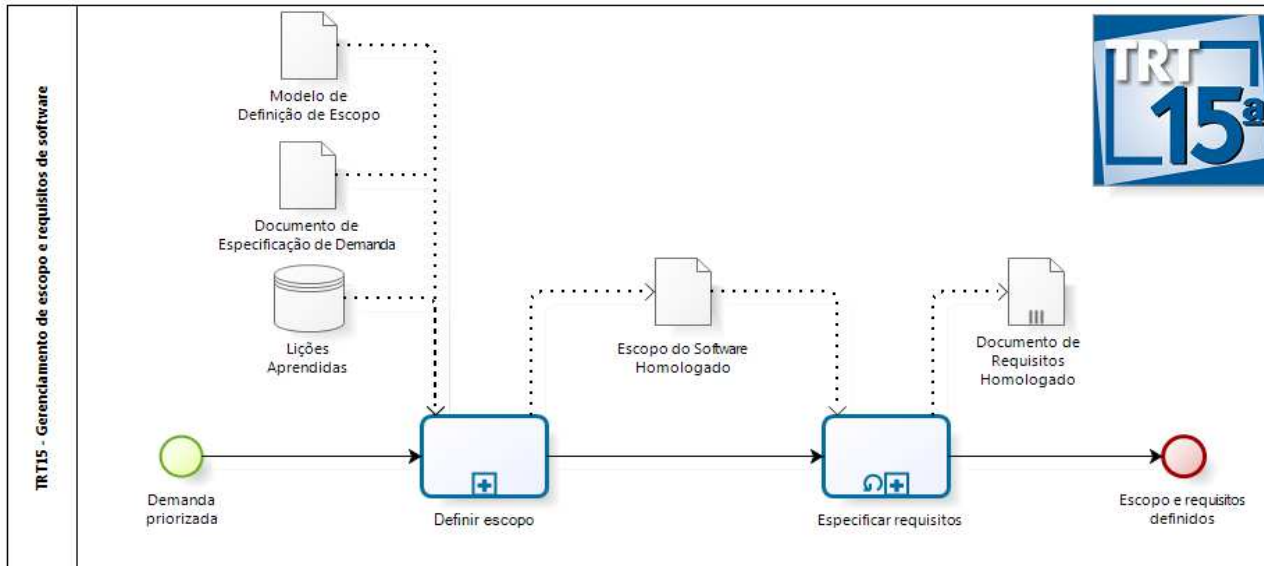 TRT15 - Gerenciamento de escopo e requisitos de software
TRT
15ª
Modelo de
Definição de Escopo
Documento de
Especificação de Demanda
Lições
Aprendidas
Escopo do Software
Homologado
Documento de
Requisitos
Homologado
Demanda
priorizada
Definir escopo
Especificar requisitos
Escopo e requisitos
definidos